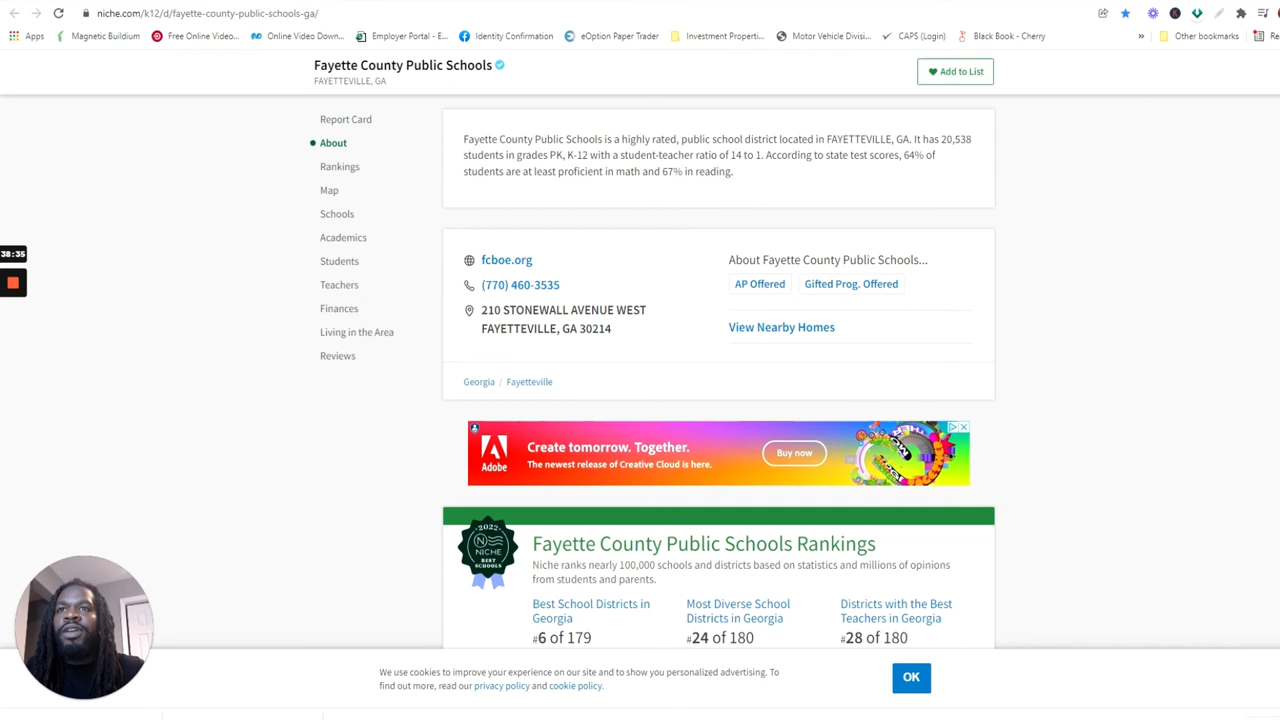 niche.com/k12/d/fayette-county-public-schools-ga/
Apps Magnetic Buildium Free Online Video... Online Video Down... Employer Portal - E... Identity Confirmation eOption Paper Trader Investment Properti... Motor Vehicle Divisi... CAPS (Login) Black Book - Cherry » Other bookmarks Rea
Fayette County Public Schools
FAYETTEVILLE, GA
Add to List
Report Card
About
Rankings
Map
Schools
Academics
Students
Teachers
Finances
Living in the Area
Reviews
38:35
Fayette County Public Schools is a highly rated, public school district located in FAYETTEVILLE, GA. It has 20,538
students in grades PK, K-12 with a student-teacher ratio of 14 to 1. According to state test scores, 64% of
students are at least proficient in math and 67% in reading.
fcboe.org
(770) 460-3535
210 STONEWALL AVENUE WEST
FAYETTEVILLE, GA 30214
About Fayette County Public Schools...
AP Offered Gifted Prog. Offered
View Nearby Homes
Georgia / Fayetteville
Adobe
Create tomorrow. Together.
The newest release of Creative Cloud is here.
Buy now
2022
NICHE
BEST
SCHOOLS
Fayette County Public Schools Rankings
Niche ranks nearly 100,000 schools and districts based on statistics and millions of opinions
from students and parents.
Best School Districts in
Georgia
#6 of 179
Most Diverse School
Districts in Georgia
#24 of 180
Districts with the Best
Teachers in Georgia
#28 of 180
We use cookies to improve your experience on our site and to show you personalized advertising. To
find out more, read our privacy policy and cookie policy.
OK